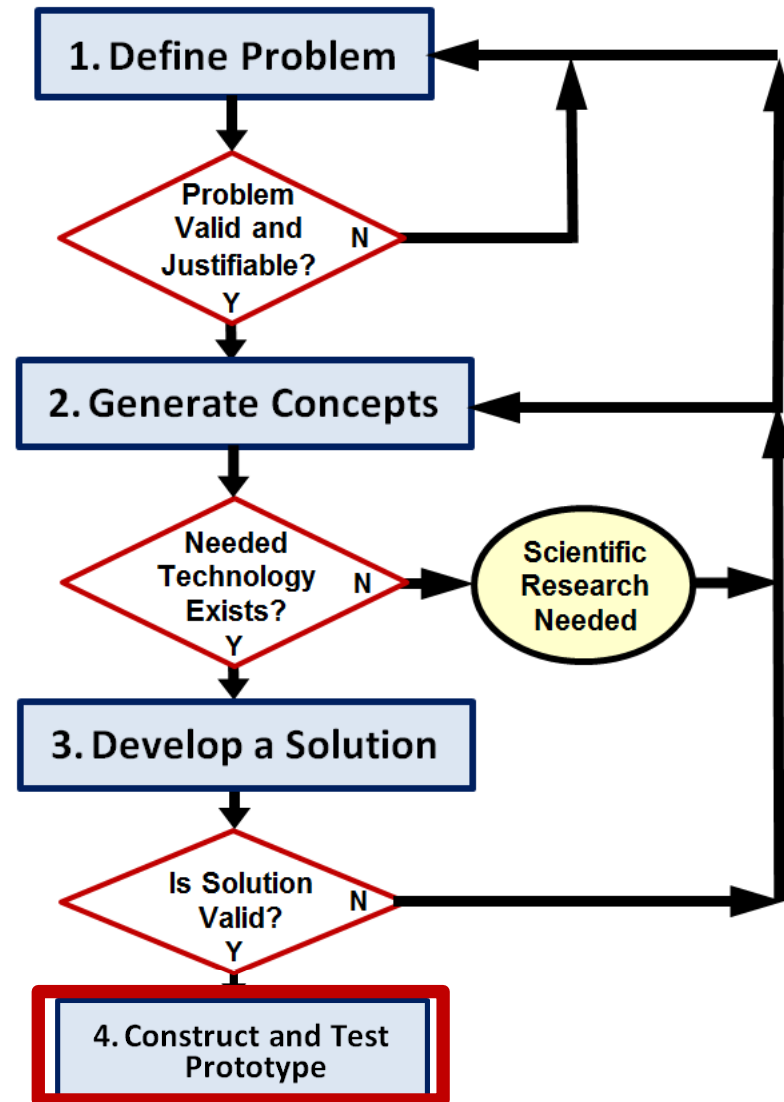 1. Define Problem
Problem
Valid and
N
Justifiable?
Y
2. Generate Concepts
Needed
Technology
N
Exists?
Y
Scientific
Research
Needed
3. Develop a Solution
Is Solution
N
Valid?
Y
4. Construct and Test
Prototype